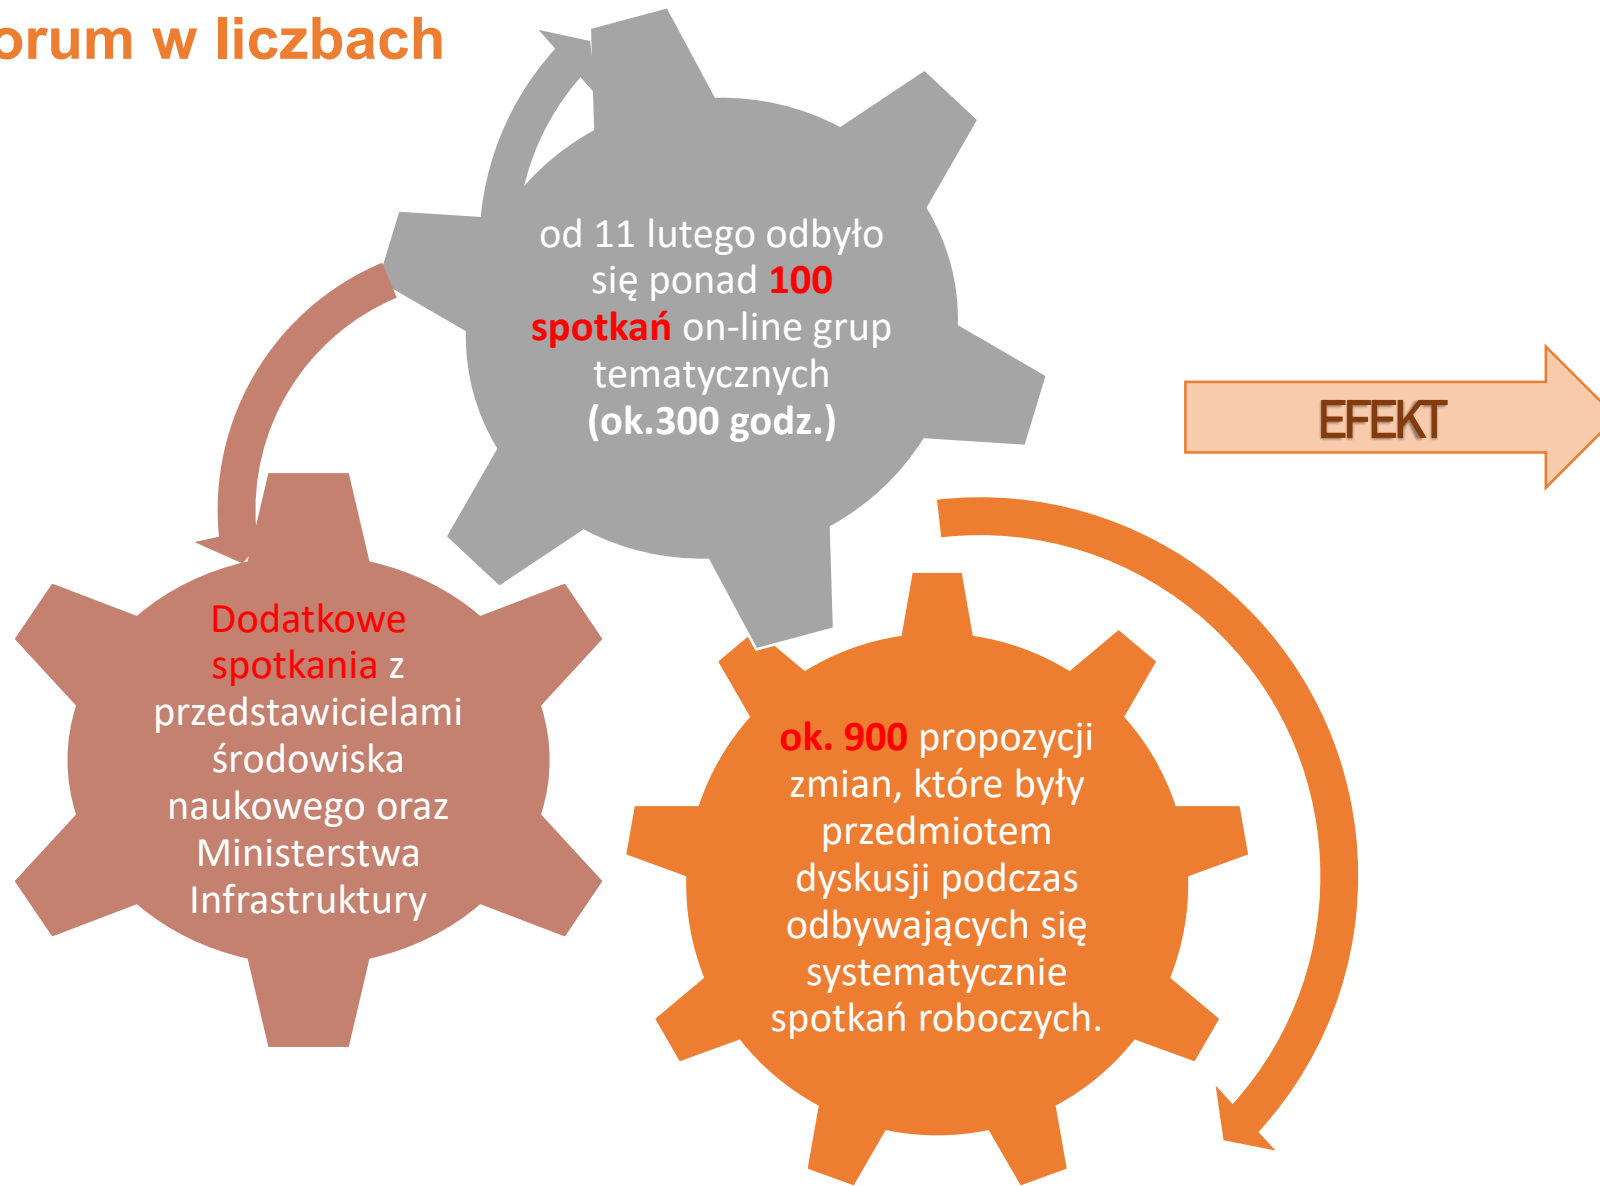 orum w liczbach
od 11 lutego odbyło
się ponad 100
spotkań on-line grup
tematycznych
(ok.300 godz.)
EFEKT
Dodatkowe
spotkania z
przedstawicielami
środowiska
naukowego oraz
Ministerstwa
Infrastruktury
ok. 900 propozycji
zmian, które były
przedmiotem
dyskusji podczas
odbywających się
systematycznie
spotkań roboczych.